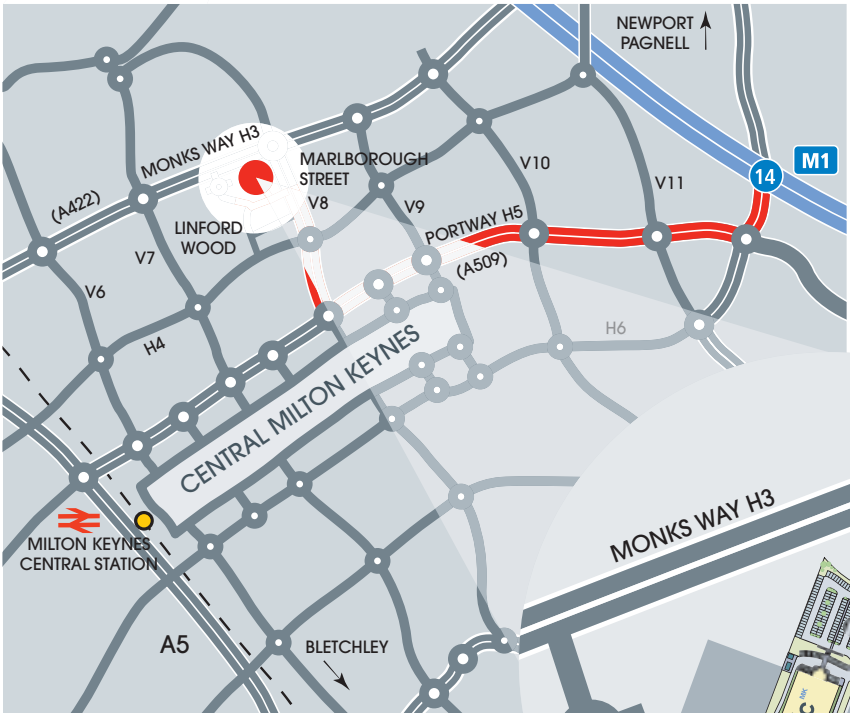 NEWPORT
PAGNELL
M1
14
MONKS WAY H3
MARLBOROUGH
STREET
V10
V11
(A422)
V8
V9
LINFORD
WOOD
PORTWAY H5
V7
(A509)
V6
H4
H6
CENTRAL MILTON KEYNES
MONKS WAY H3
MILTON KEYNES
CENTRAL STATION
A5
BLETCHLEY
MK
C